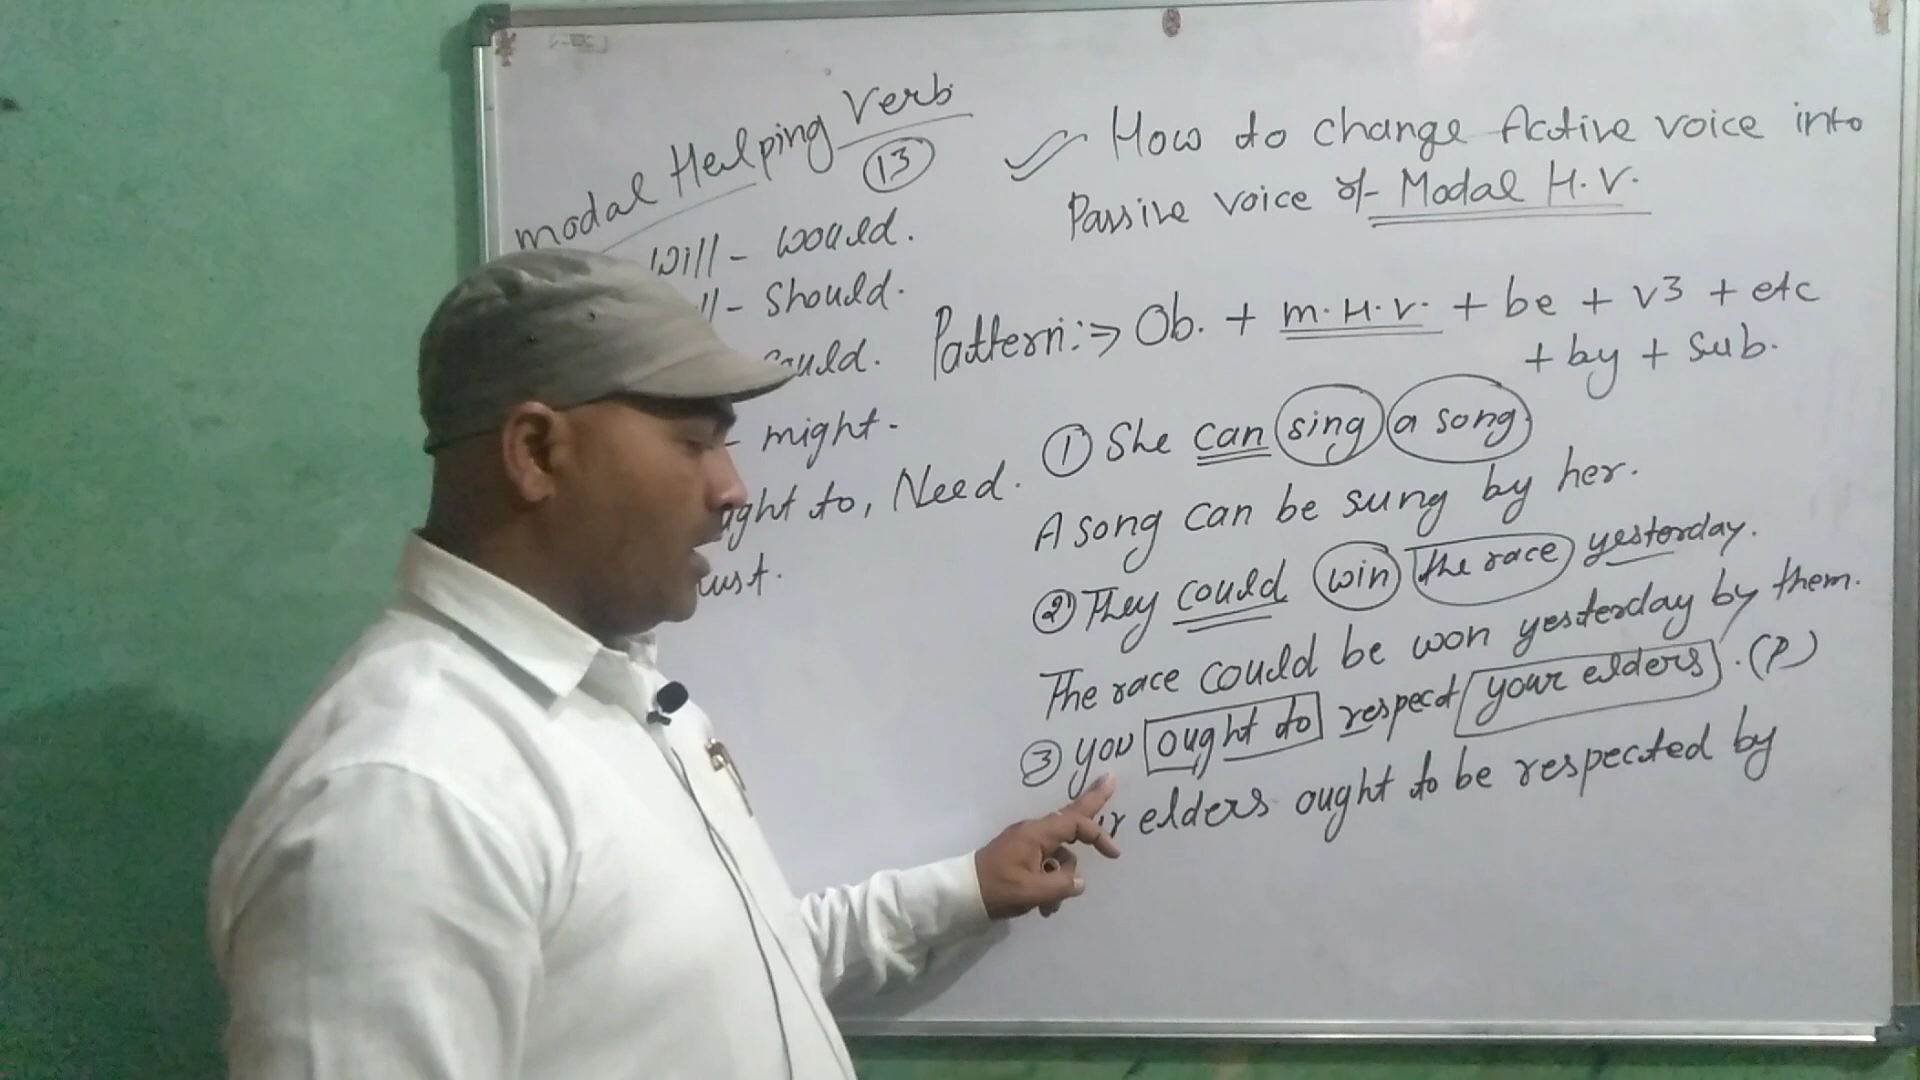 Modal Helping Verb
13
will - would.
- Should.
- might.
to, Need.
How to change Active voice into
Passive voice of Modal H.V.
Pattern:⇒ Ob. + M.H.V. + be + V3 + etc
+ by + Sub.
① She can sing a song.
A song can be sung by her.
② They could win the race yesterday.
The race could be won yesterday by them.
③ you ought to respect your elders. (P)
elders ought to be respected by